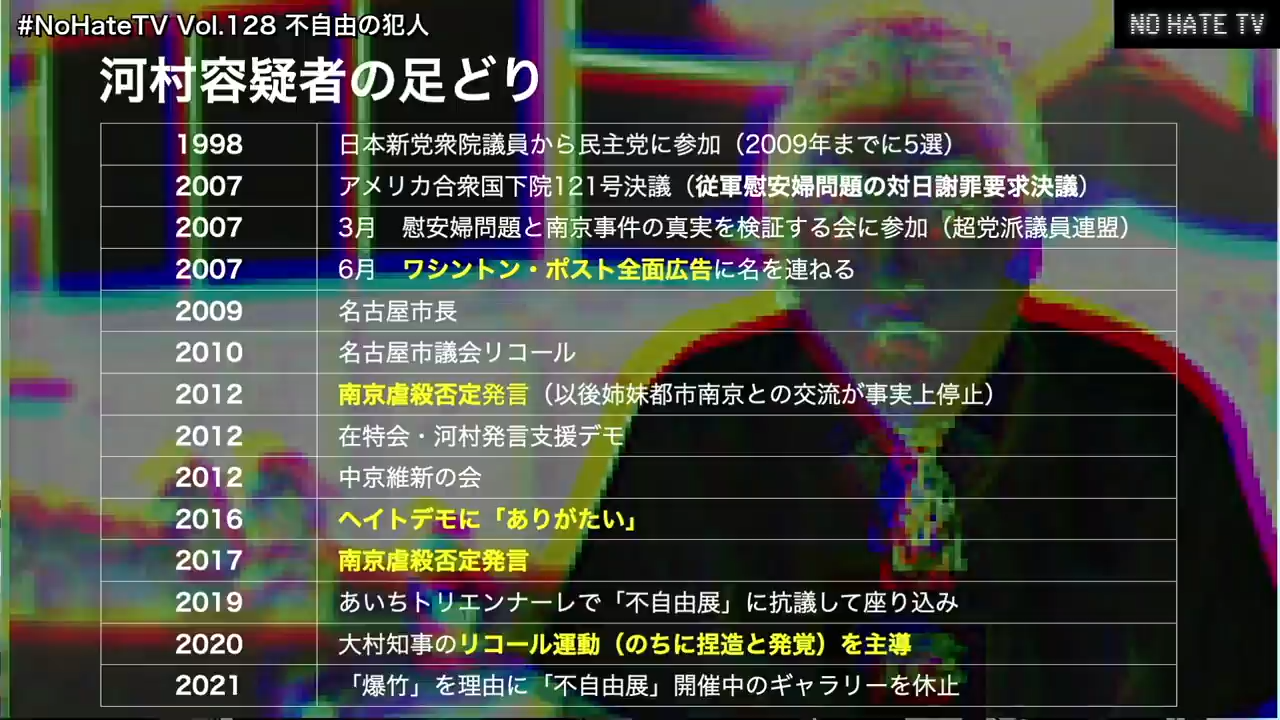 #NoHateTV Vol.128 不自由の犯人
NO HATE TV
河村容疑者の足どり
1998 日本新党衆院議員から民主党に参加（2009年までに5選）
2007 アメリカ合衆国下院121号決議（従軍慰安婦問題の対日謝罪要求決議）
2007 3月　慰安婦問題と南京事件の真実を検証する会に参加（超党派議員連盟）
2007 6月　ワシントン・ポスト全面広告に名を連ねる
2009 名古屋市長
2010 名古屋市議会リコール
2012 南京虐殺否定発言（以後姉妹都市南京との交流が事実上停止）
2012 在特会・河村発言支援デモ
2012 中京維新の会
2016 ヘイトデモに「ありがたい」
2017 南京虐殺否定発言
2019 あいちトリエンナーレで「不自由展」に抗議して座り込み
2020 大村知事のリコール運動（のちに捏造と発覚）を主導
2021 「爆竹」を理由に「不自由展」開催中のギャラリーを休止